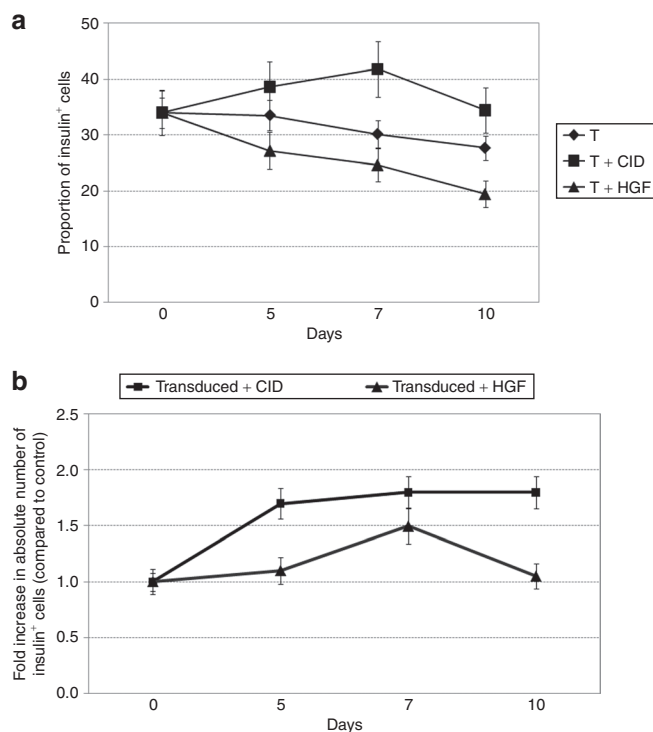 a
50
40
30
20
10
0
Proportion of insulin⁺ cells
0 5 7 10
Days
T
T + CID
T + HGF
b
Transduced + CID Transduced + HGF
2.5
2.0
1.5
1.0
0.5
0.0
Fold increase in absolute number of
insulin⁺ cells (compared to control)
0 5 7 10
Days